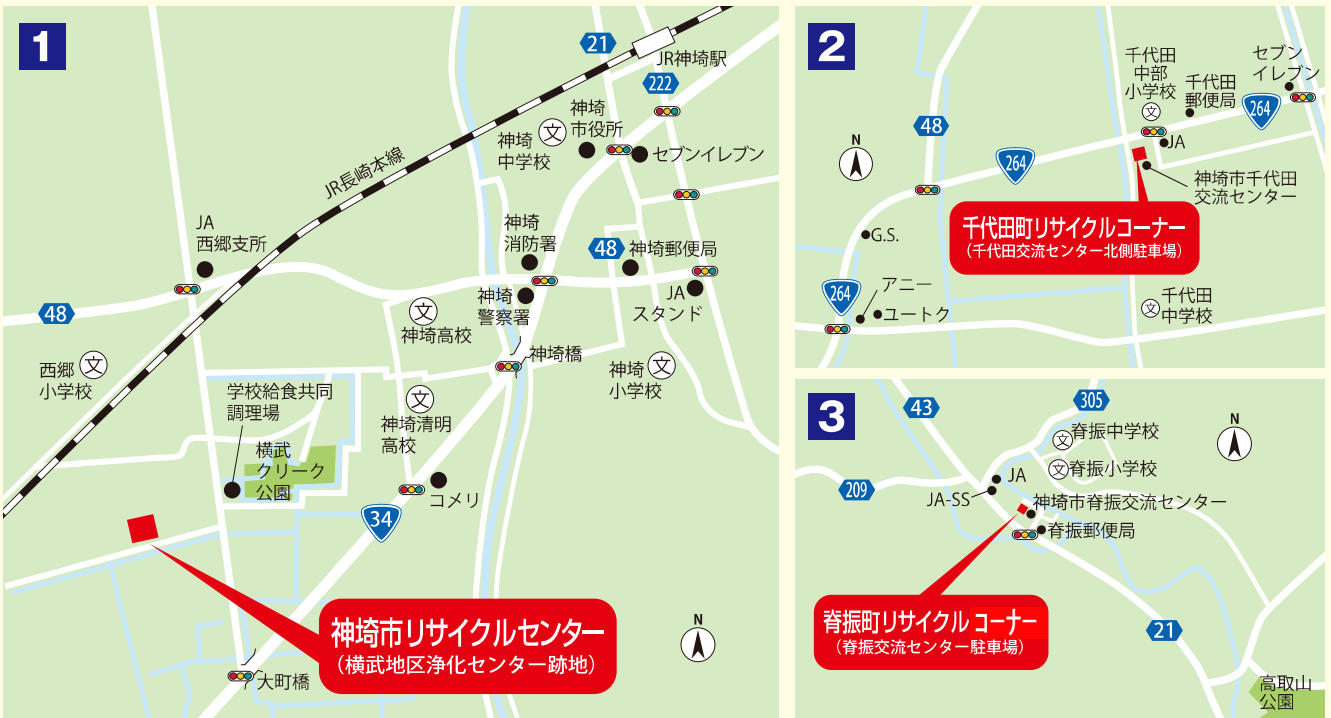 1
21
JR神埼駅
222
神埼
市役所
神埼
中学校
文
セブンイレブン
JR長崎本線
JA
西郷支所
神埼
消防署
48
神埼郵便局
JA
スタンド
48
神埼
警察署
文
神埼高校
神埼橋
西郷
小学校
文
神埼
小学校
文
学校給食共同
調理場
文
神埼清明
高校
横武
クリーク
公園
コメリ
34
神埼市リサイクルセンター
(横武地区浄化センター跡地)
大町橋
N
2
千代田
中部
小学校
文
千代田
郵便局
セブン
イレブン
264
48
N
264
JA
神埼市千代田
交流センター
千代田町リサイクルコーナー
(千代田交流センター北側駐車場)
G.S.
264
アニー
ユートク
文
千代田
中学校
3
43
305
N
文
脊振中学校
文
脊振小学校
209
JA
JA-SS
神埼市脊振交流センター
脊振郵便局
脊振町リサイクル コーナー
(脊振交流センター駐車場)
21
高取山
公園